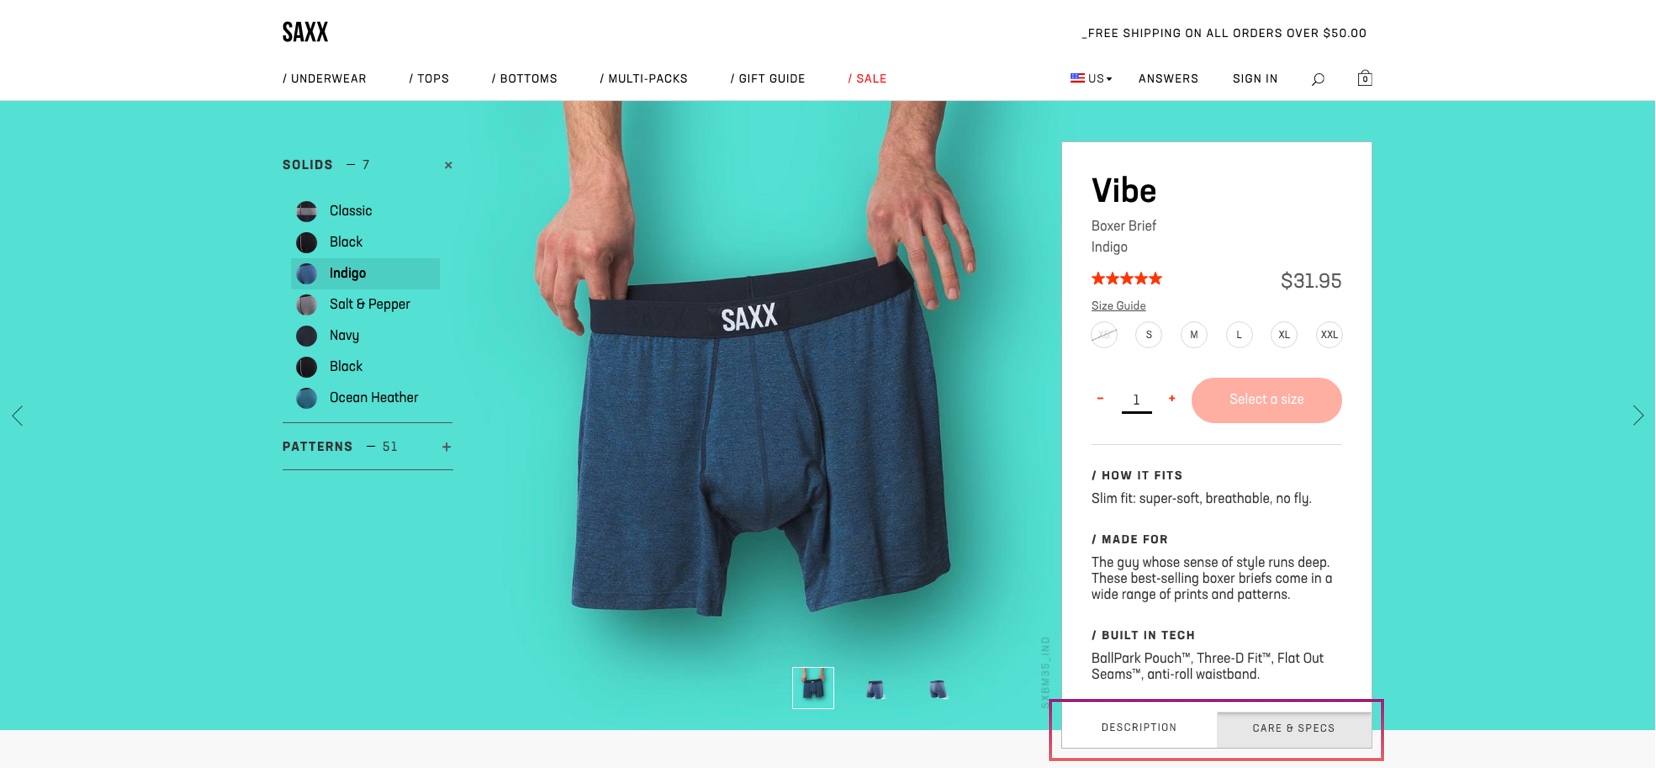 SAXX
_FREE SHIPPING ON ALL ORDERS OVER $50.00
/ UNDERWEAR / TOPS / BOTTOMS / MULTI-PACKS / GIFT GUIDE / SALE US ANSWERS SIGN IN 0
SOLIDS — 7 ×
Classic
Black
Indigo
Salt & Pepper
Navy
Black
Ocean Heather
PATTERNS — 51 +
SAXX
SXBM35_IND
Vibe
Boxer Brief
Indigo
$31.95
Size Guide
XS S M L XL XXL
- 1 + Select a size
/ HOW IT FITS
Slim fit: super-soft, breathable, no fly.
/ MADE FOR
The guy whose sense of style runs deep.
These best-selling boxer briefs come in a
wide range of prints and patterns.
/ BUILT IN TECH
BallPark Pouch™, Three-D Fit™, Flat Out
Seams™, anti-roll waistband.
DESCRIPTION CARE & SPECS